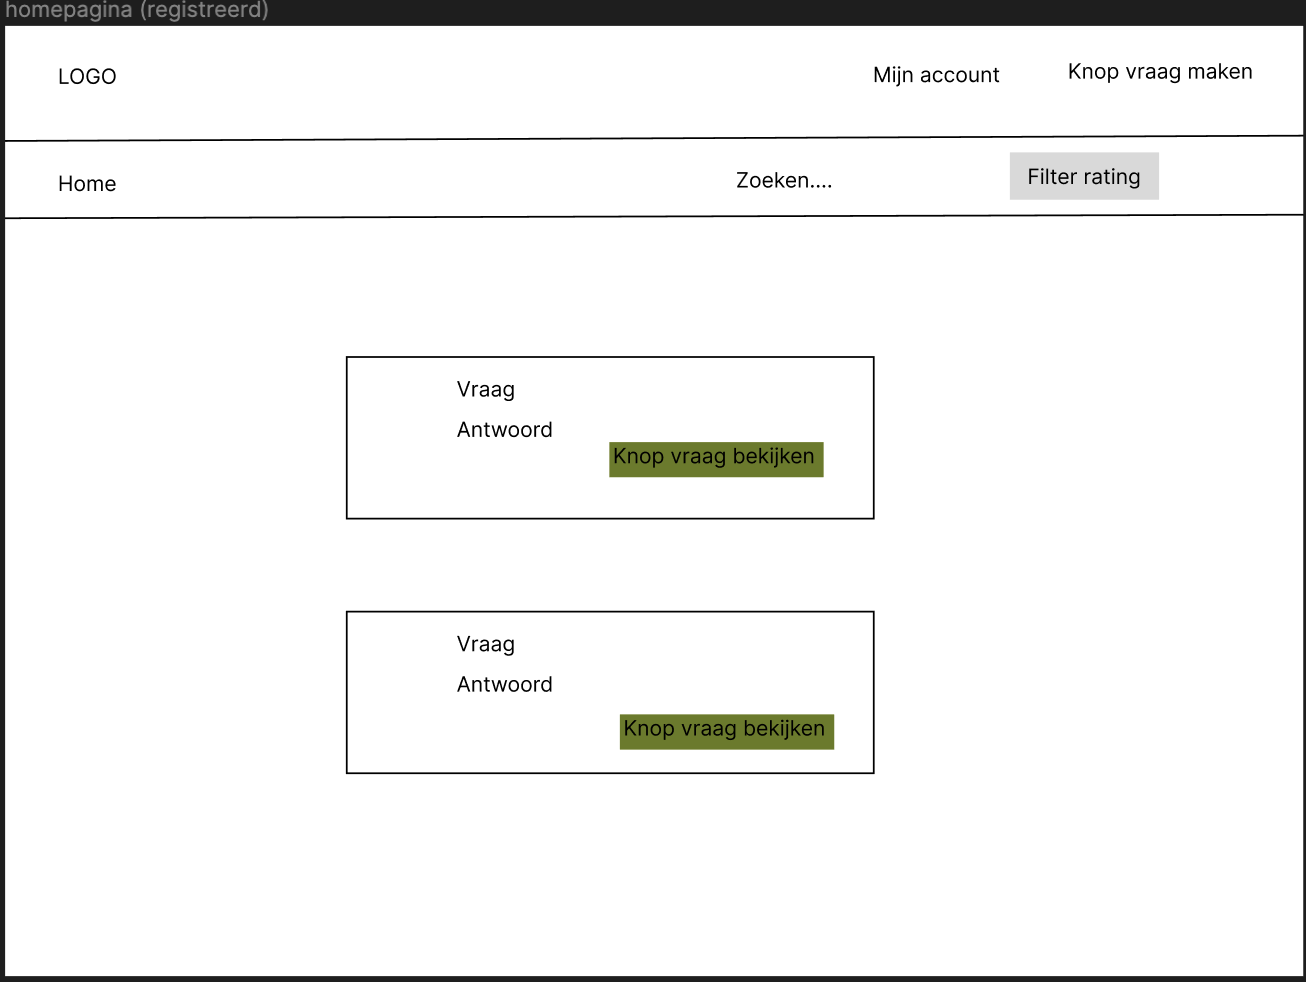 homepagina (registreerd)
LOGO
Mijn account
Knop vraag maken
Home
Zoeken....
Filter rating
Vraag
Antwoord
Knop vraag bekijken
Vraag
Antwoord
Knop vraag bekijken